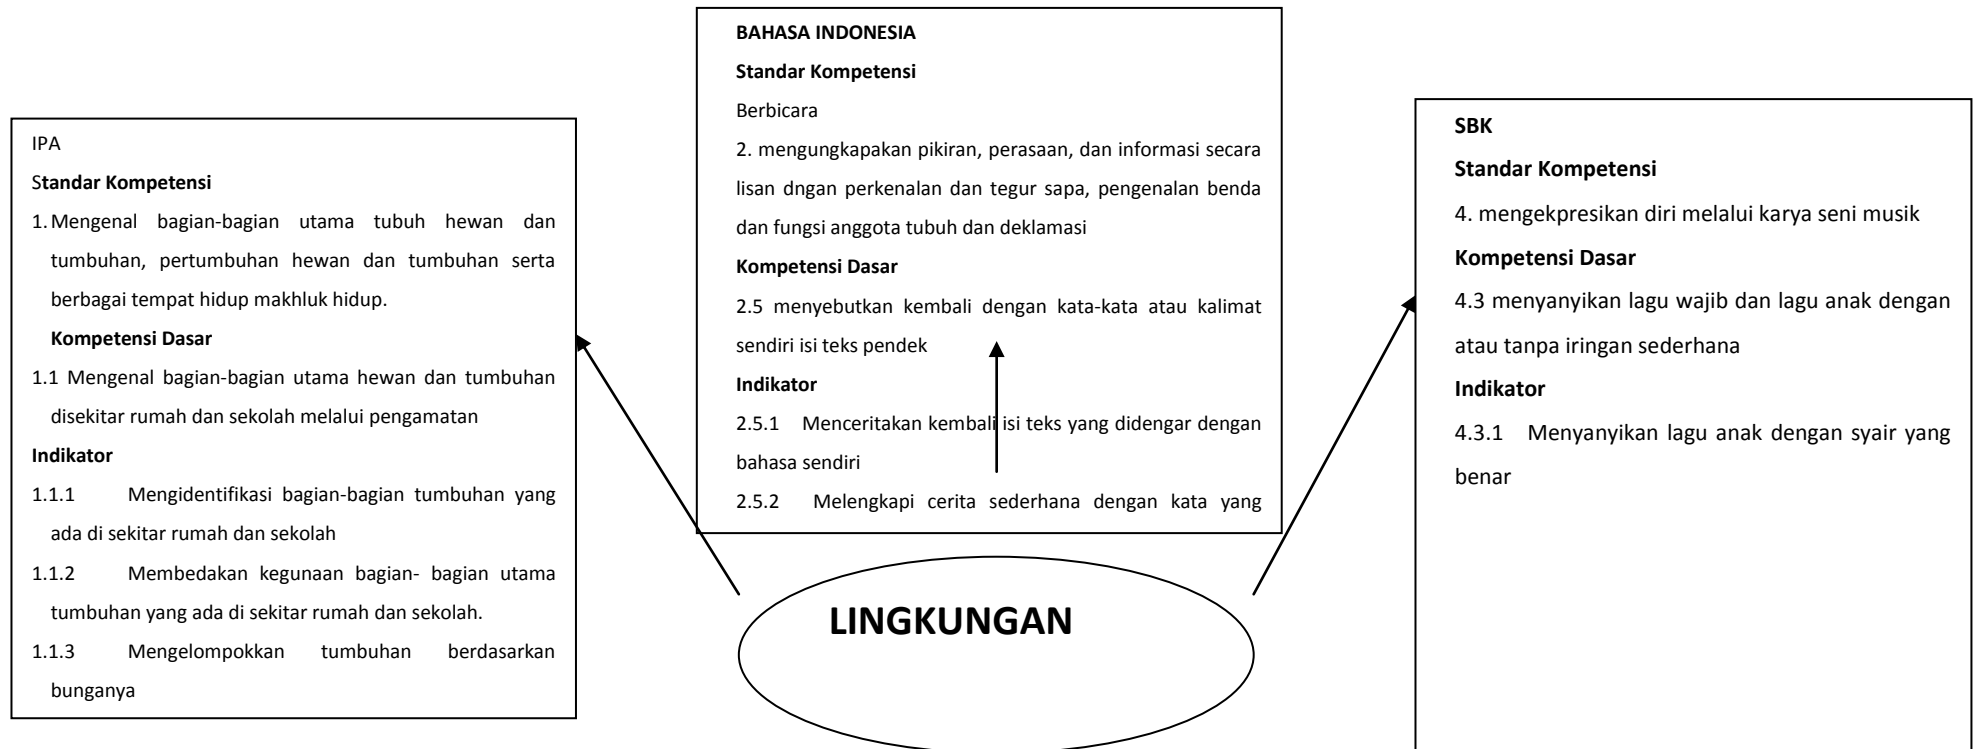 IPA
Standar Kompetensi
1. Mengenal bagian-bagian utama tubuh hewan dan
tumbuhan, pertumbuhan hewan dan tumbuhan serta
berbagai tempat hidup makhluk hidup.
Kompetensi Dasar
1.1 Mengenal bagian-bagian utama hewan dan tumbuhan
disekitar rumah dan sekolah melalui pengamatan
Indikator
1.1.1 Mengidentifikasi bagian-bagian tumbuhan yang
ada di sekitar rumah dan sekolah
1.1.2 Membedakan kegunaan bagian- bagian utama
tumbuhan yang ada di sekitar rumah dan sekolah.
1.1.3 Mengelompokkan tumbuhan berdasarkan
bunganya
BAHASA INDONESIA
Standar Kompetensi
Berbicara
2. mengungkapakan pikiran, perasaan, dan informasi secara
lisan dngan perkenalan dan tegur sapa, pengenalan benda
dan fungsi anggota tubuh dan deklamasi
Kompetensi Dasar
2.5 menyebutkan kembali dengan kata-kata atau kalimat
sendiri isi teks pendek
Indikator
2.5.1 Menceritakan kembali isi teks yang didengar dengan
bahasa sendiri
2.5.2 Melengkapi cerita sederhana dengan kata yang
SBK
Standar Kompetensi
4. mengekpresikan diri melalui karya seni musik
Kompetensi Dasar
4.3 menyanyikan lagu wajib dan lagu anak dengan
atau tanpa iringan sederhana
Indikator
4.3.1 Menyanyikan lagu anak dengan syair yang
benar
LINGKUNGAN